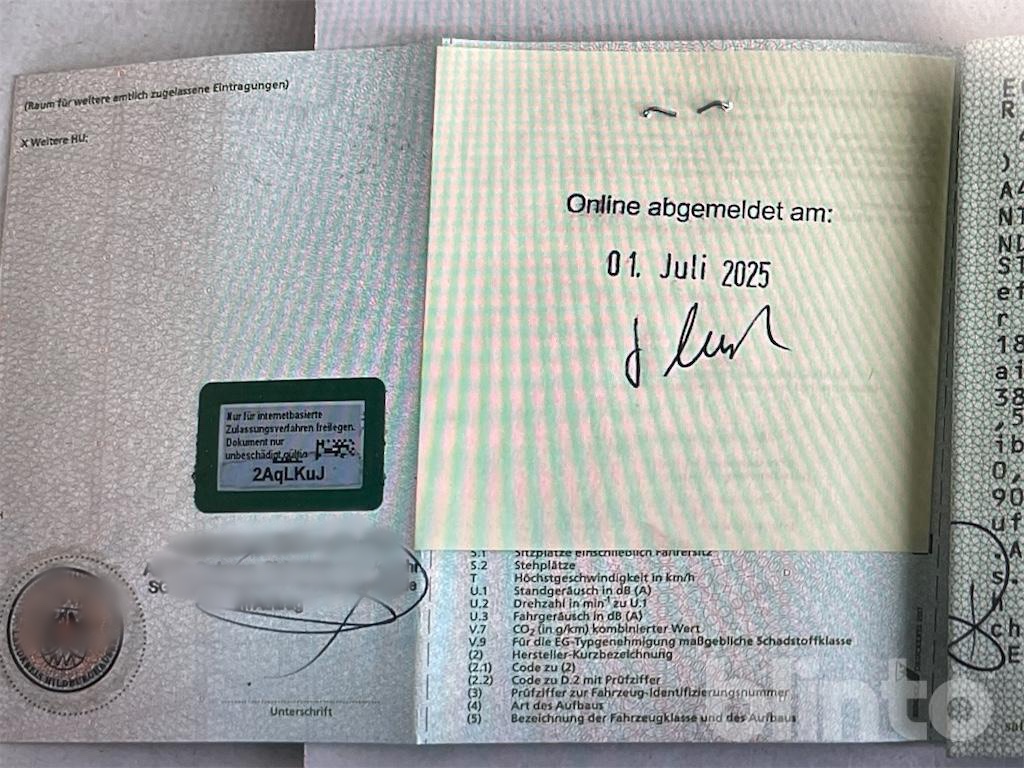 (Raum für weitere amtlich zugelassene Eintragungen)
X Weitere HU:
Online abgemeldet am:
01. Juli 2025
Nur für internetbasierte
Zulassungsverfahren freilegen.
Dokument nur
unbeschädigt gültig
2AqLKuJ
Unterschrift
S.1 Sitzplätze einschließlich Fahrersitz
S.2 Stehplätze
T Höchstgeschwindigkeit in km/h
U.1 Standgeräusch in dB (A)
U.2 Drehzahl in min⁻¹ zu U.1
U.3 Fahrgeräusch in dB (A)
V.7 CO₂ (in g/km) kombinierter Wert
V.9 Für die EG-Typgenehmigung maßgebliche Schadstoffklasse
(2) Hersteller-Kurzbezeichnung
(2.1) Code zu (2)
(2.2) Code zu D.2 mit Prüfziffer
(3) Prüfziffer zur Fahrzeug-Identifizierungsnummer
(4) Art des Aufbaus
(5) Bezeichnung der Fahrzeugklasse und des Aufbaus
blinto